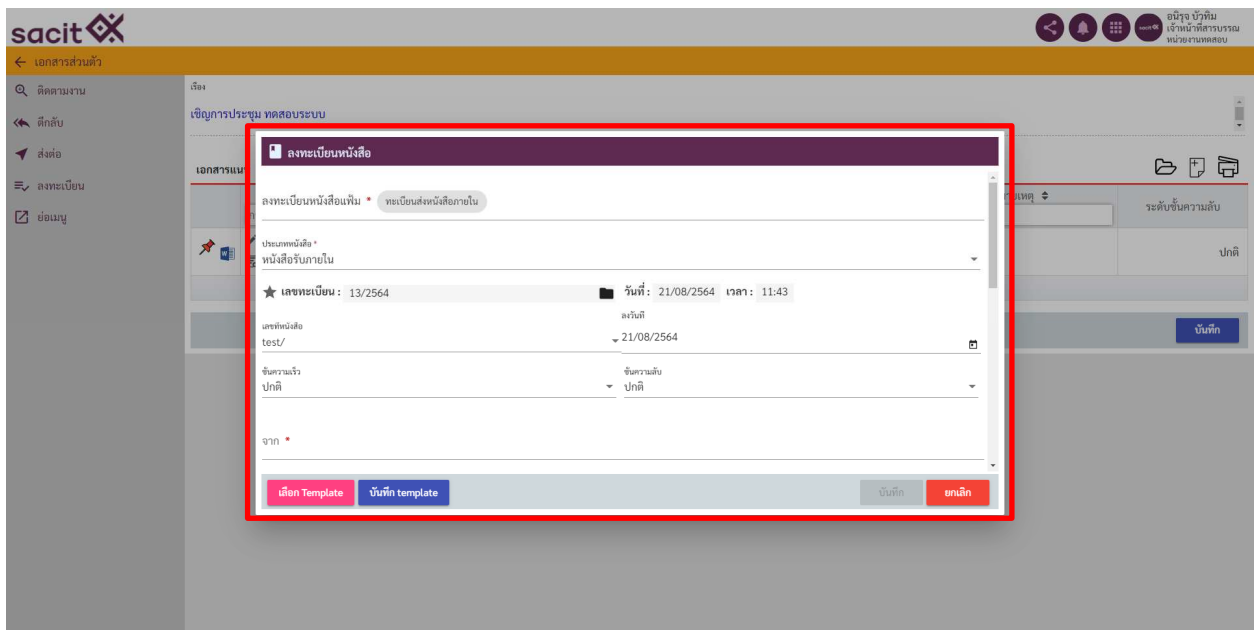 sacit
อนิรุจ บัวทิม
เจ้าหน้าที่สารบรรณ
หน่วยงานทดสอบ
เอกสารส่วนตัว
ติดตามงาน
ตีกลับ
ส่งต่อ
ลงทะเบียน
ย่อเมนู
เรื่อง
เชิญการประชุม ทดสอบระบบ
ลงทะเบียนหนังสือ
ลงทะเบียนหนังสือแฟ้ม * ทะเบียนส่งหนังสือภายใน
ระดับชั้นความลับ
ประเภทหนังสือ *
หนังสือรับภายใน
ปกติ
เลขทะเบียน : 13/2564 วันที่ : 21/08/2564 เวลา : 11:43
เลขที่หนังสือ
test/
ลงวันที่
21/08/2564
บันทึก
ชั้นความเร็ว
ปกติ
ชั้นความลับ
ปกติ
จาก *
เลือก Template บันทึก template บันทึก ยกเลิก